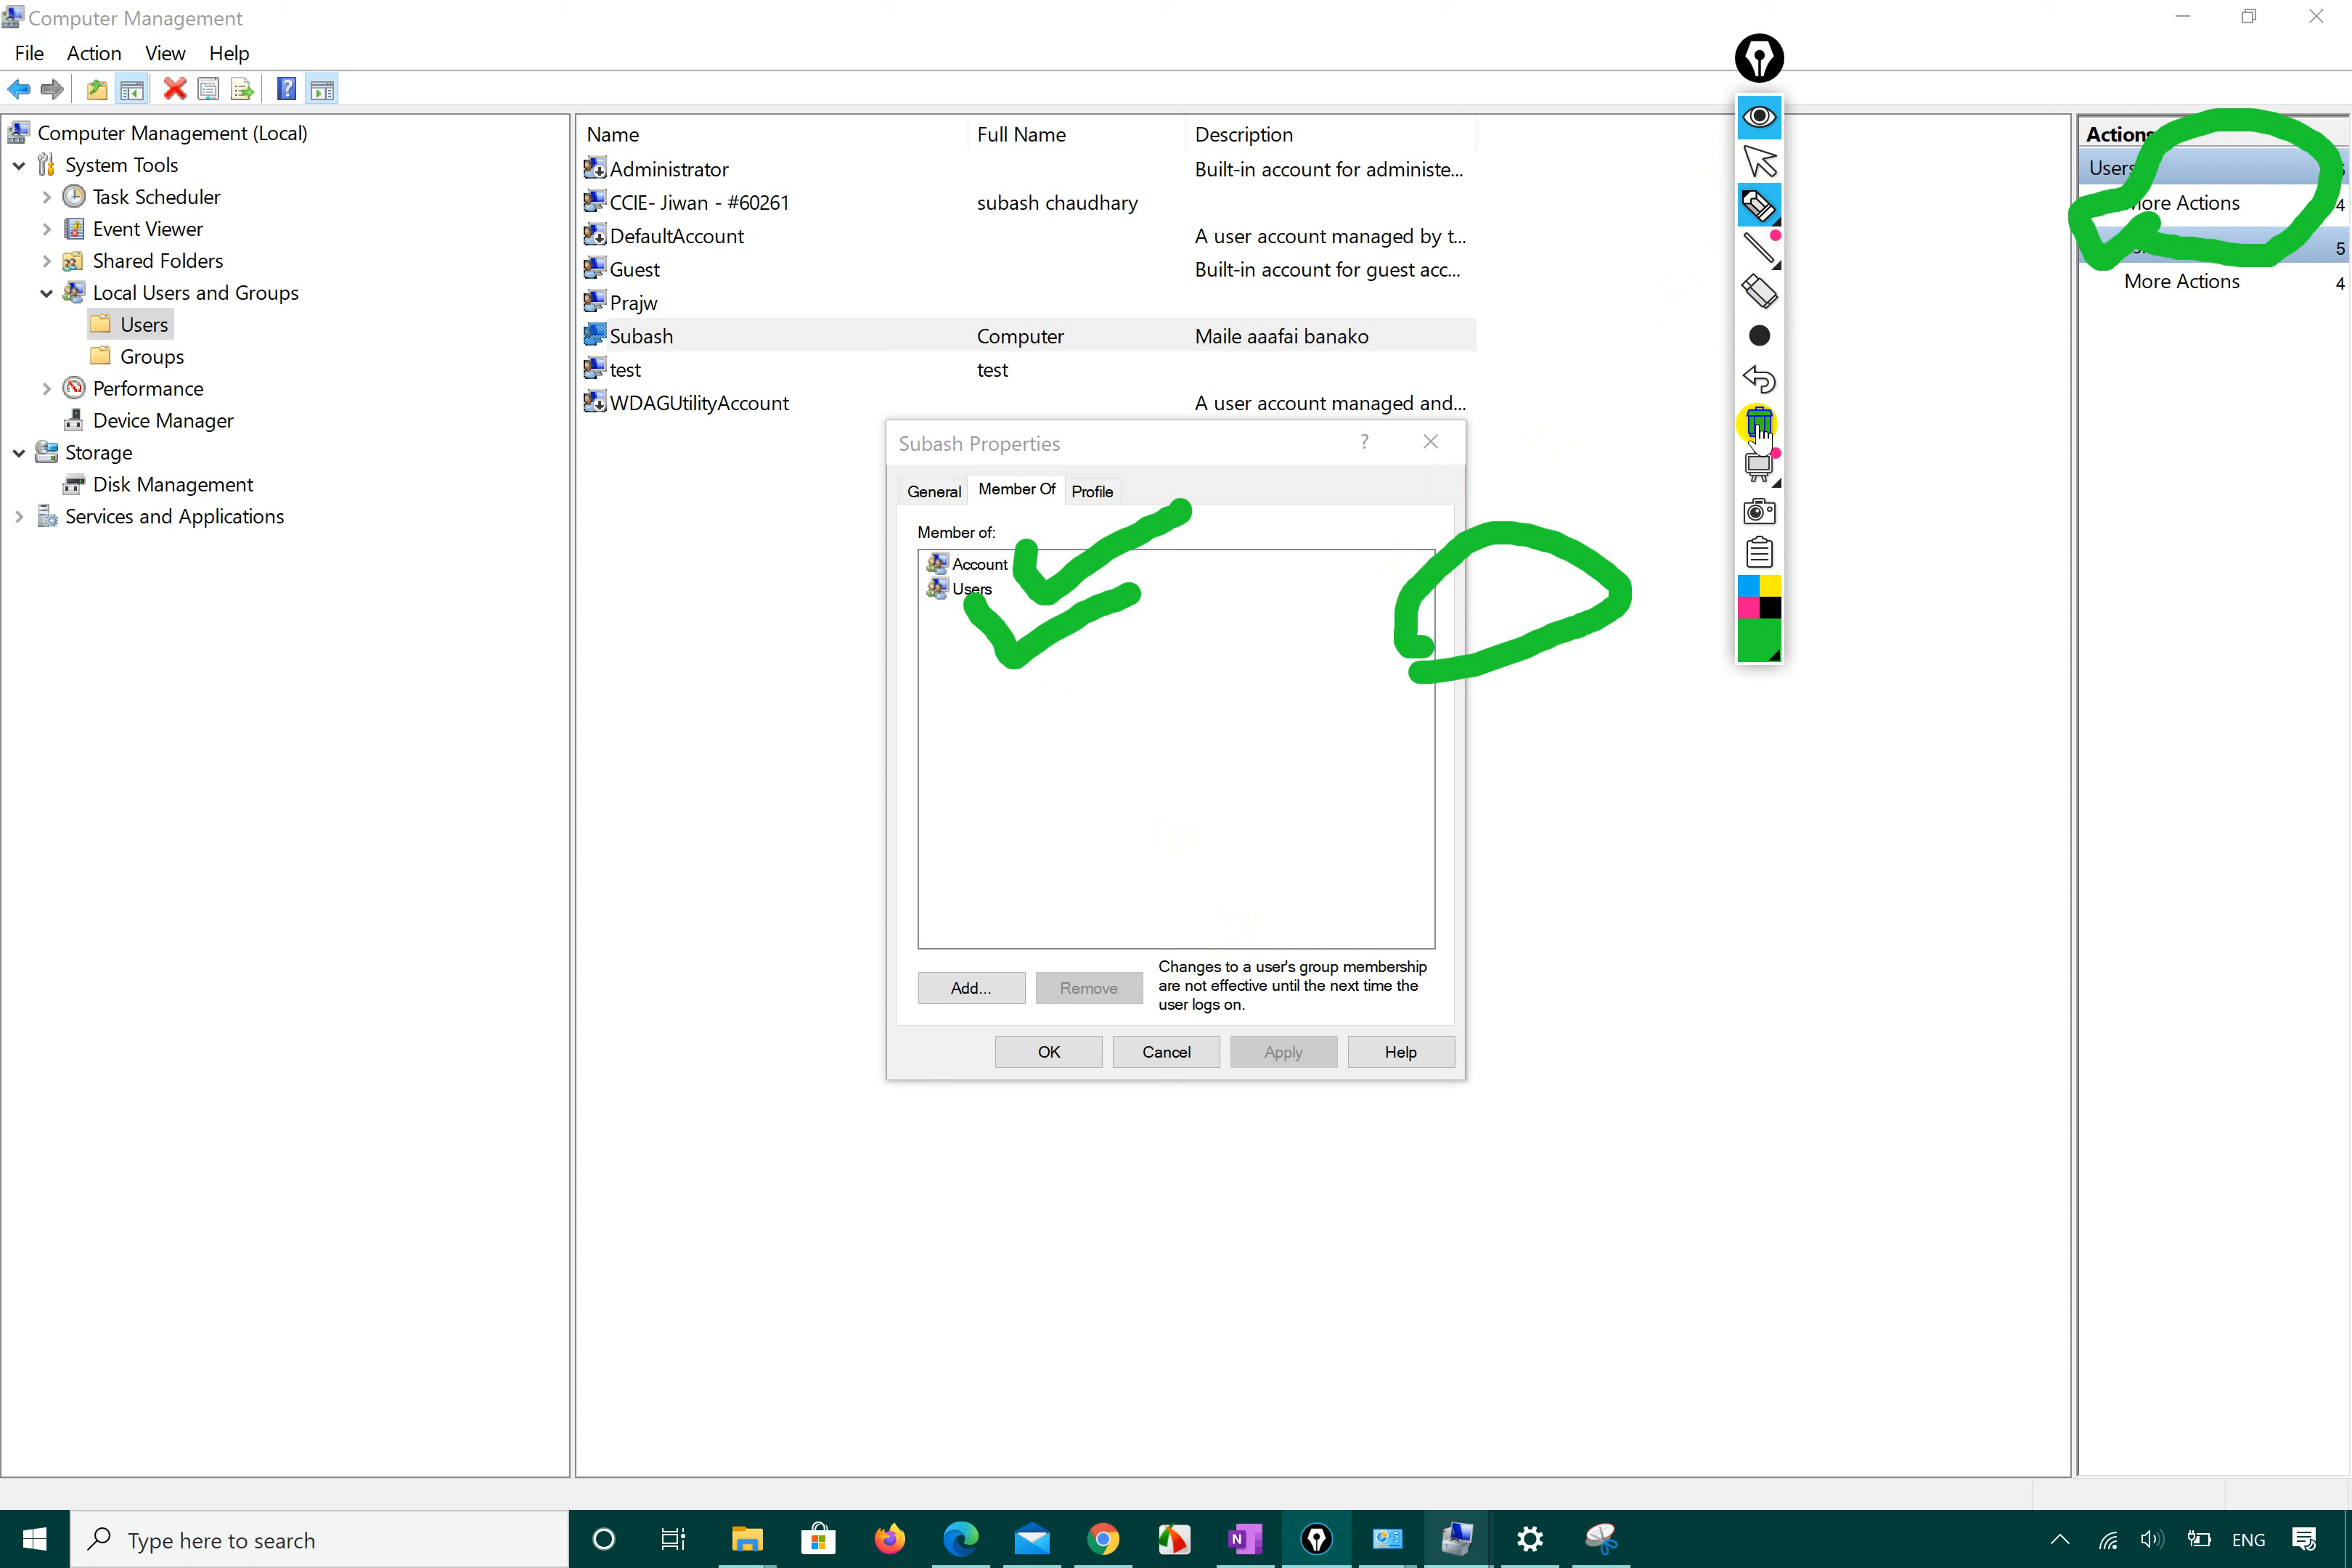 Computer Management
File Action View Help
Computer Management (Local)
System Tools
Task Scheduler
Event Viewer
Shared Folders
Local Users and Groups
Users
Groups
Performance
Device Manager
Storage
Disk Management
Services and Applications
Name Full Name Description
Administrator Built-in account for administe...
CCIE- Jiwan - #60261 subash chaudhary
DefaultAccount A user account managed by t...
Guest Built-in account for guest acc...
Prajw
Subash Computer Maile aaafai banako
test test
WDAGUtilityAccount A user account managed and...
Subash Properties
General Member Of Profile
Member of:
Account
Users
Add... Remove
Changes to a user's group membership
are not effective until the next time the
user logs on.
OK Cancel Apply Help
Actions
Users
More Actions 4
5
More Actions 4
Type here to search
N
ENG